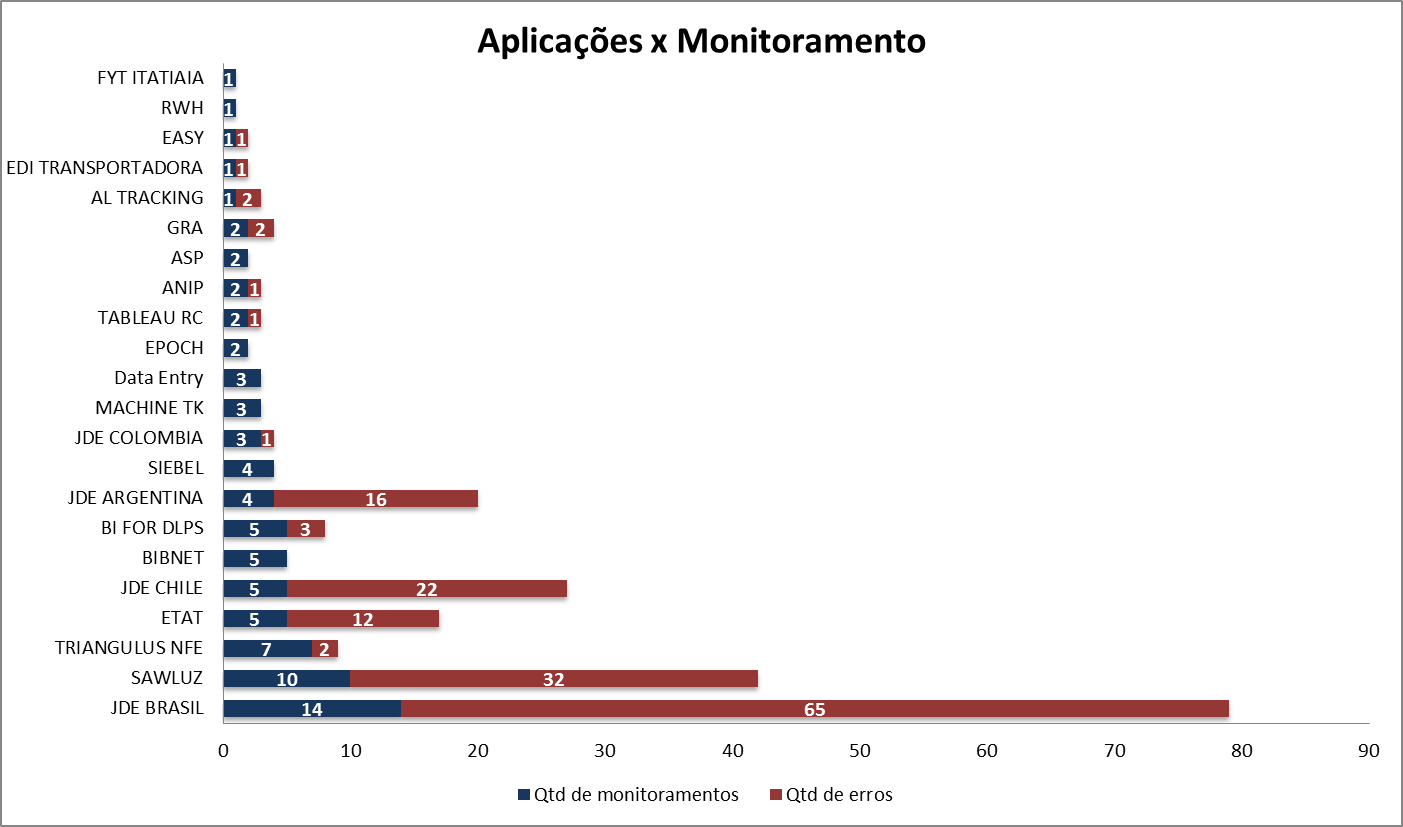 Aplicações x Monitoramento
FYT ITATIAIA 1
RWH 1
EASY 1 1
EDI TRANSPORTADORA 1 1
AL TRACKING 1 2
GRA 2 2
ASP 2
ANIP 2 1
TABLEAU RC 2 1
EPOCH 2
Data Entry 3
MACHINE TK 3
JDE COLOMBIA 3 1
SIEBEL 4
JDE ARGENTINA 4 16
BI FOR DLPS 5 3
BIBNET 5
JDE CHILE 5 22
ETAT 5 12
TRIANGULUS NFE 7 2
SAWLUZ 10 32
JDE BRASIL 14 65
0 10 20 30 40 50 60 70 80 90
Qtd de monitoramentos Qtd de erros